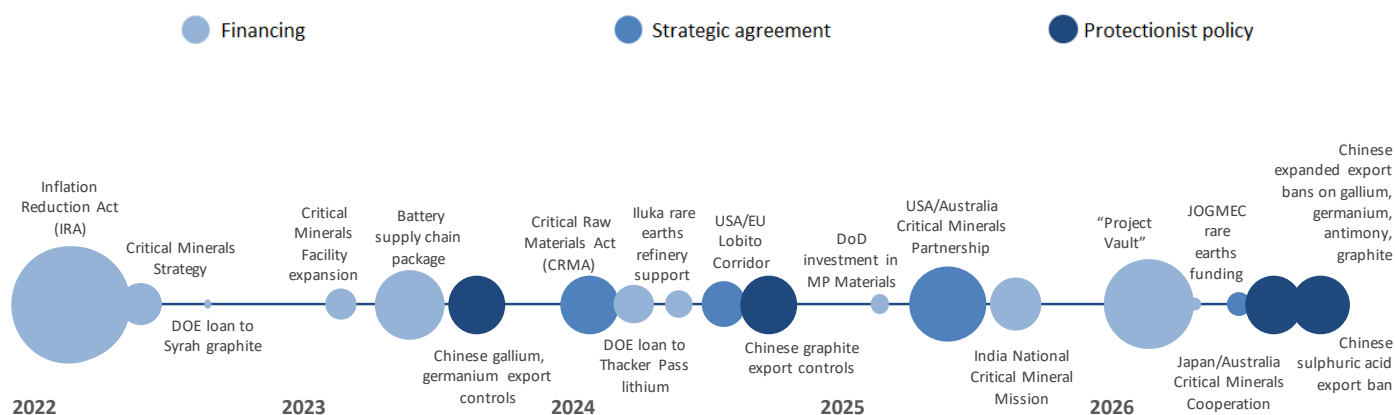 Financing
Strategic agreement
Protectionist policy
Inflation
Reduction Act
(IRA)
Critical Minerals
Strategy
DOE loan to
Syrah graphite
Critical
Minerals
Facility
expansion
Battery
supply chain
package
Chinese gallium,
germanium export
controls
Critical Raw
Materials Act
(CRMA)
Iluka rare
earths
refinery
support
DOE loan to
Thacker Pass
lithium
USA/EU
Lobito
Corridor
Chinese graphite
export controls
DoD
investment in
MP Materials
USA/Australia
Critical Minerals
Partnership
India National
Critical Mineral
Mission
“Project
Vault”
JOGMEC
rare
earths
funding
Japan/Australia
Critical Minerals
Cooperation
Chinese
expanded export
bans on gallium,
germanium,
antimony,
graphite
Chinese
sulphuric acid
export ban
2022
2023
2024
2025
2026